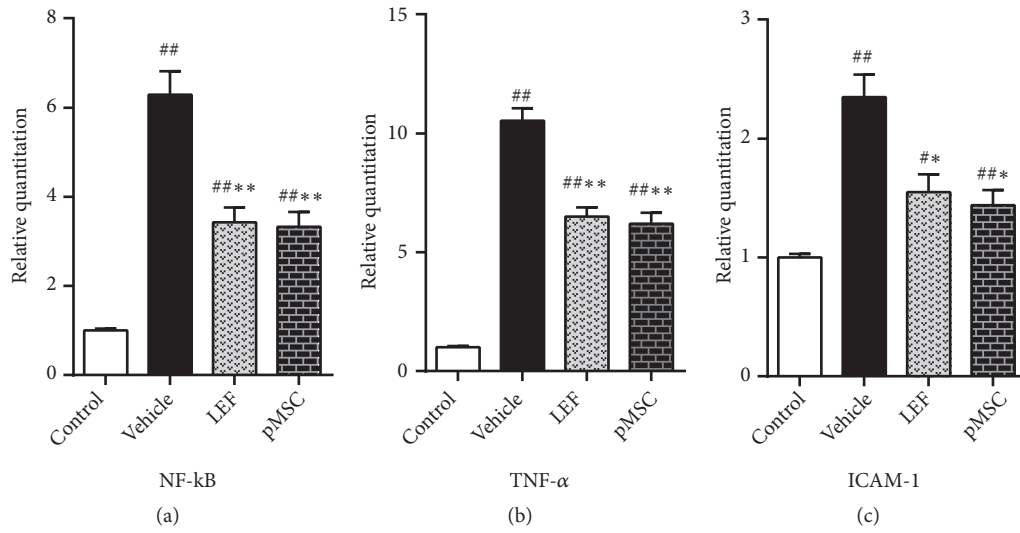 Relative quantitation
8
6
4
2
0
##
##**
##**
Control
Vehicle
LEF
pMSC
NF-kB
(a)
Relative quantitation
15
10
5
0
##
##**
##**
Control
Vehicle
LEF
pMSC
TNF-α
(b)
Relative quantitation
3
2
1
0
##
#*
##*
Control
Vehicle
LEF
pMSC
ICAM-1
(c)